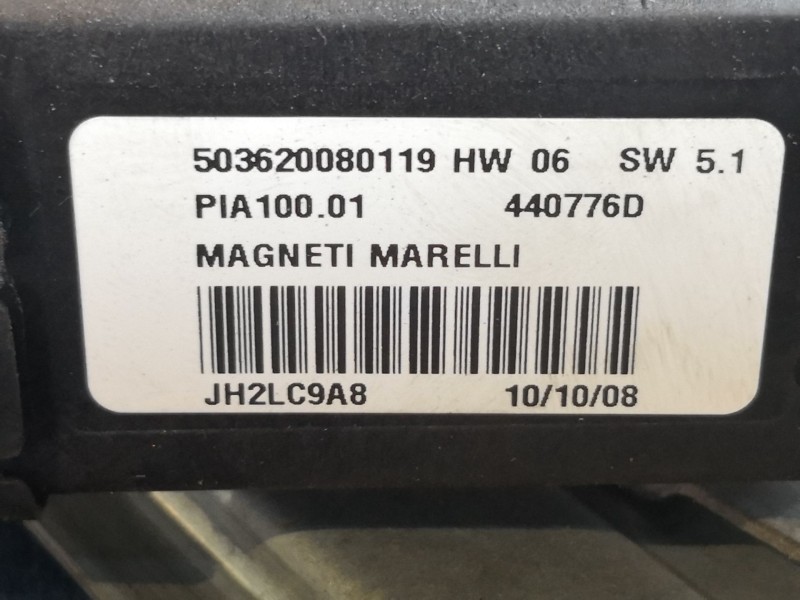 503620080119 HW 06 SW 5.1
PIA100.01 440776D
MAGNETI MARELLI
JH2LC9A8 10/10/08